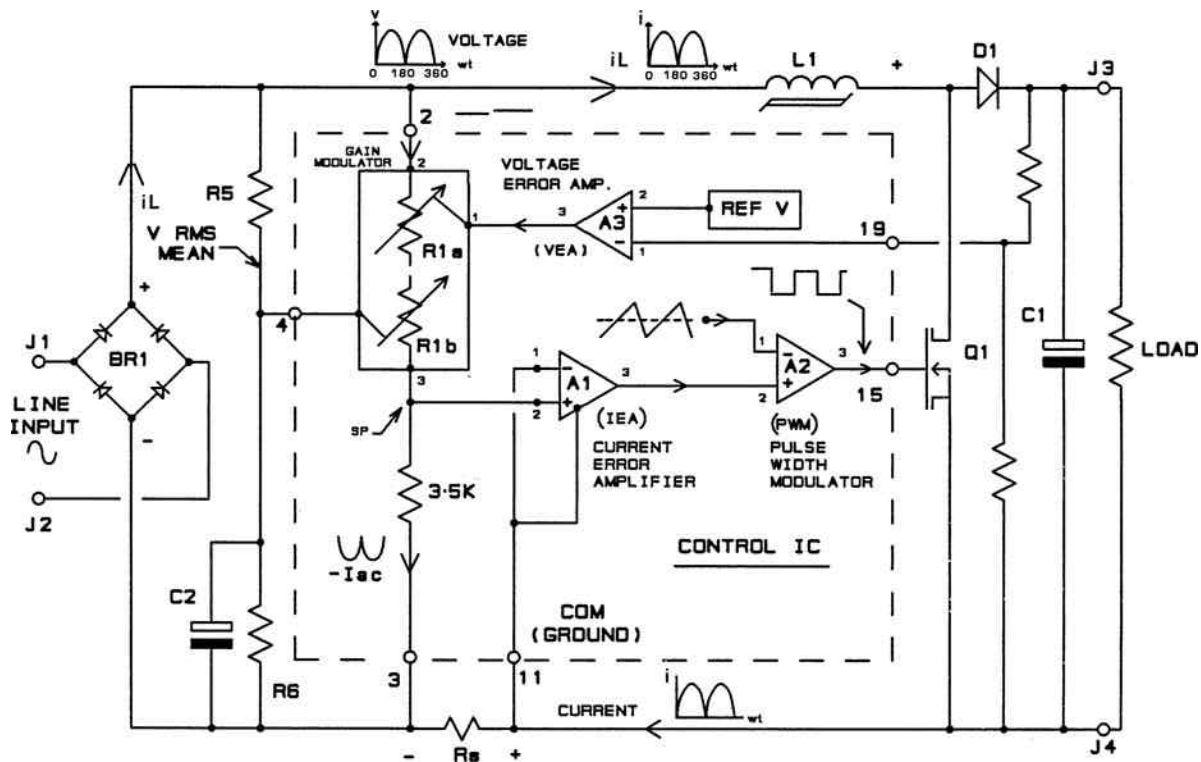 V
VOLTAGE
0 180 360 wt
iL
i
0 180 360 wt
L1
+
D1
J3
2
GAIN
MODULATOR
2
VOLTAGE
ERROR AMP.
R5
iL
V RMS
MEAN
R1a
1
3
A3
+
-
2
1
REF V
(VEA)
19
+
J1
BR1
4
R1b
3
1
-
A1
+
2
3
1
-
A2
+
2
3
15
Q1
C1
LOAD
LINE
INPUT
-
SP
(IEA)
CURRENT
ERROR
AMPLIFIER
(PWM)
PULSE
WIDTH
MODULATOR
J2
3.5K
-Iac
CONTROL IC
C2
COM
(GROUND)
R6
3
11
i
wt
CURRENT
-
Rs
+
J4